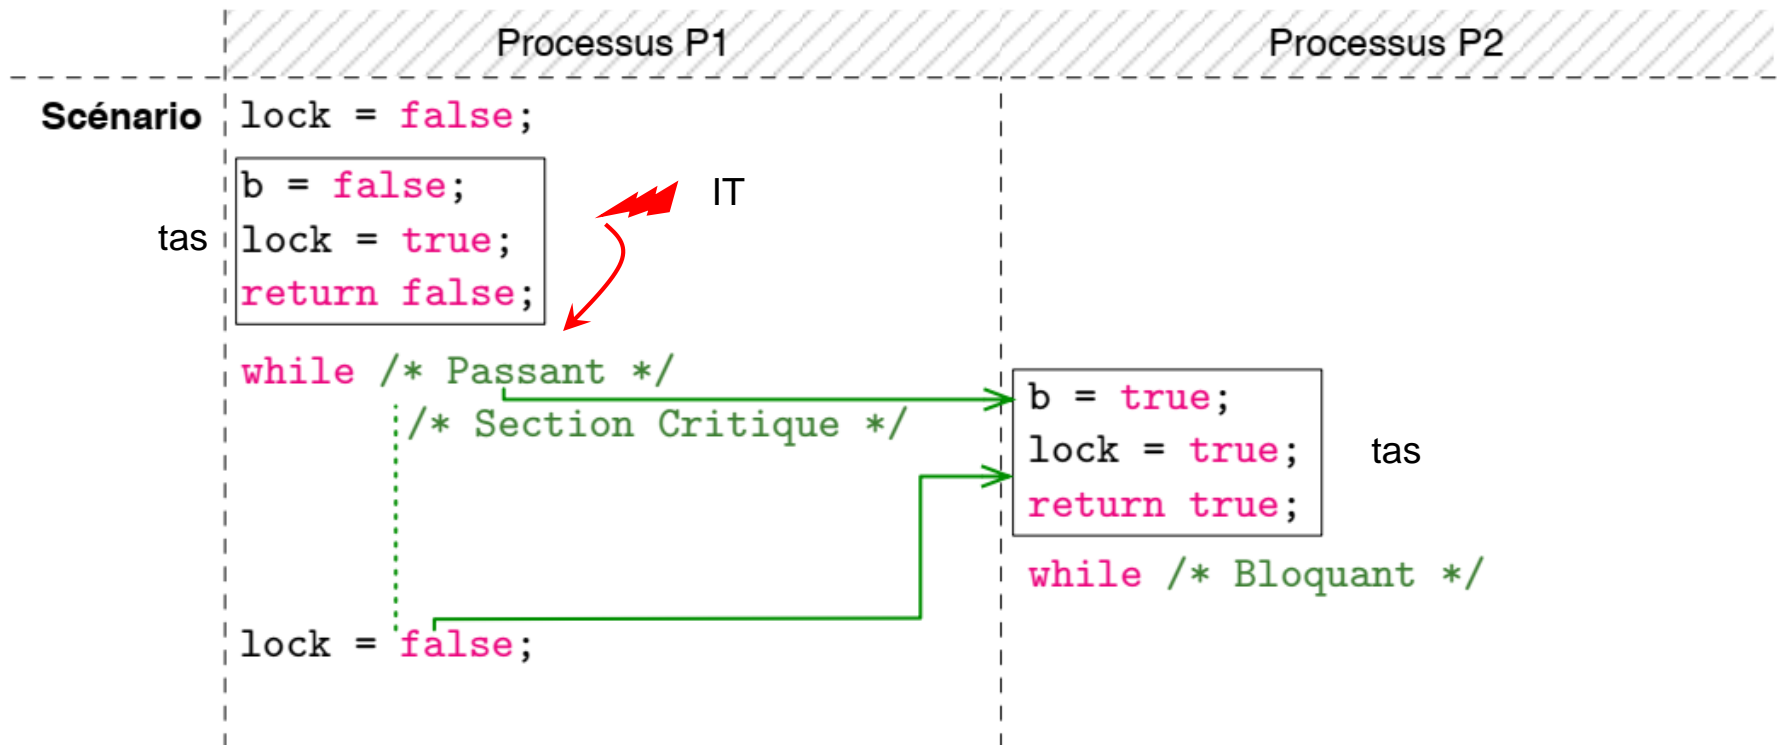 Processus P1
Processus P2
Scénario
lock = false;
b = false;
IT
tas
lock = true;
return false;
while /* Passant */
b = true;
/* Section Critique */
lock = true;
tas
return true;
while /* Bloquant */
lock = false;